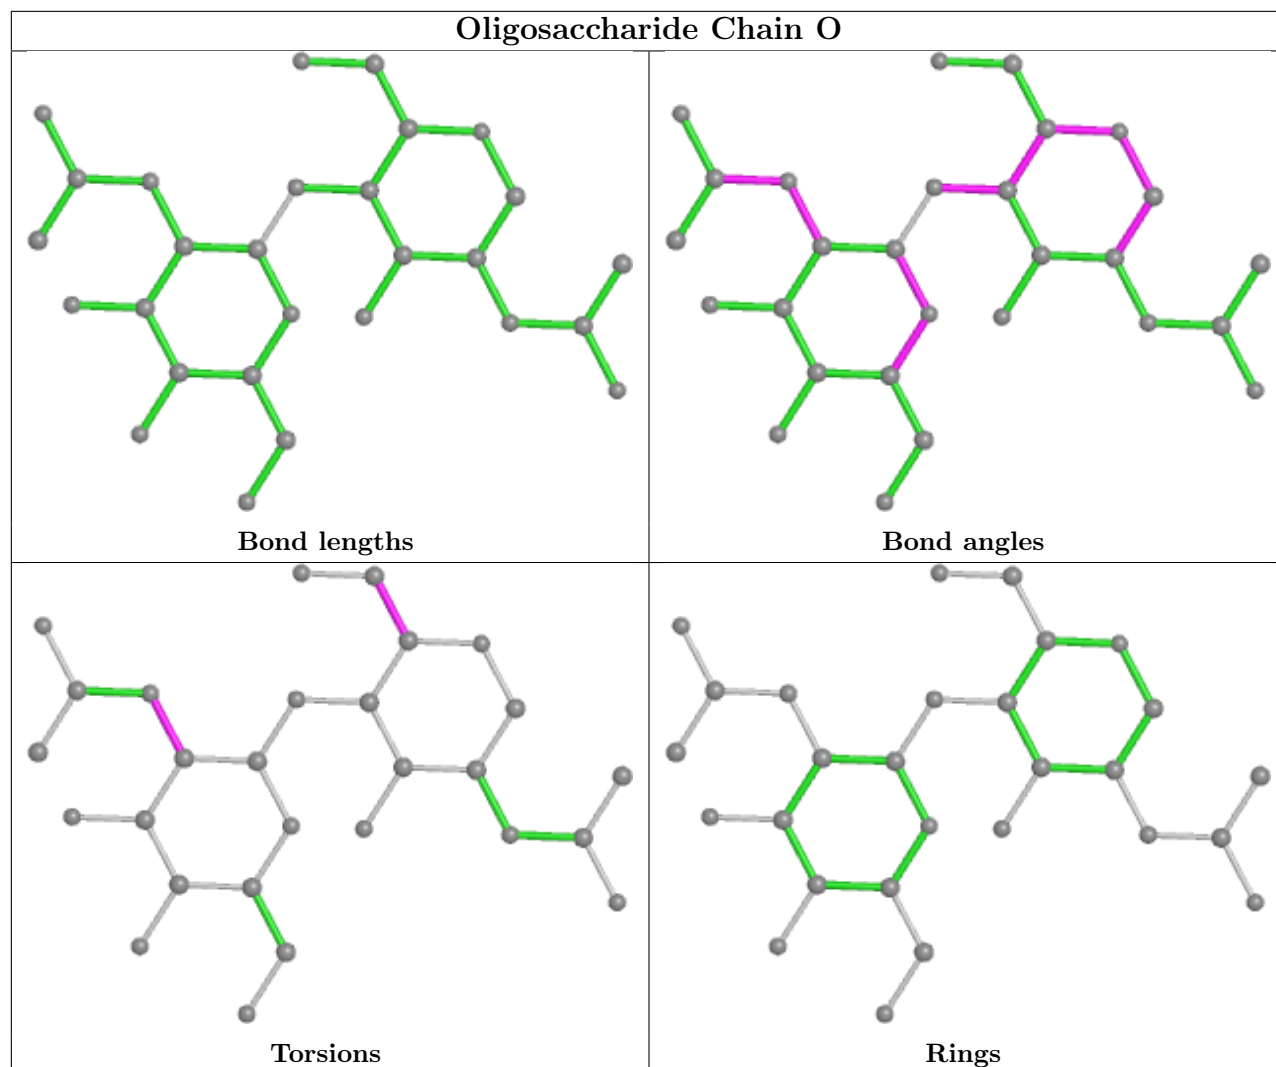 Oligosaccharide Chain O
Bond lengths
Bond angles
Torsions
Rings